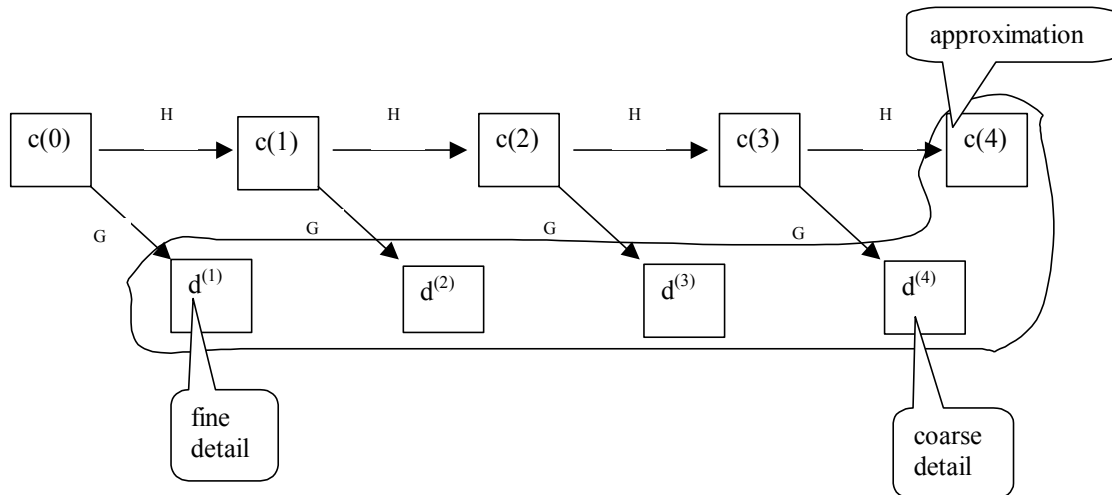 approximation
H H H H
c(0) c(1) c(2) c(3) c(4)
G G G G
d(1) d(2) d(3) d(4)
fine
detail
coarse
detail